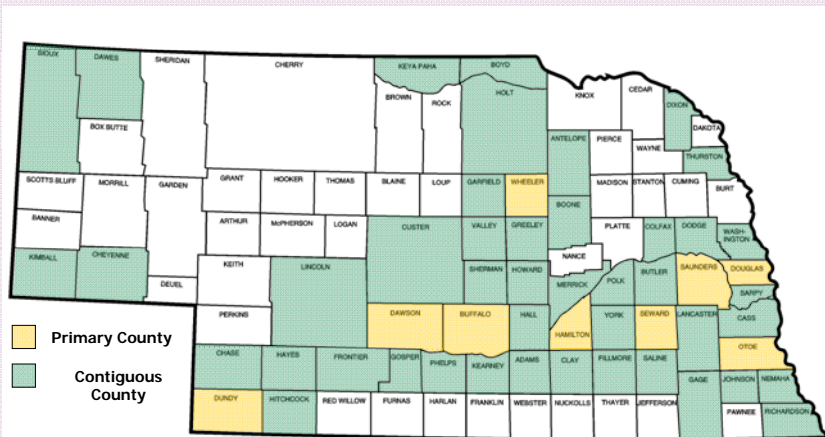 SIOUX
DAWES
SHERIDAN
CHERRY
KEYA PAHA
BOYD
BROWN
ROCK
HOLT
KNOX
CEDAR
DIXON
DAKOTA
BOX BUTTE
ANTELOPE
PIERCE
WAYNE
THURSTON
SCOTTS BLUFF
MORRILL
GARDEN
GRANT
HOOKER
THOMAS
BLAINE
LOUP
GARFIELD
WHEELER
MADISON
STANTON
CUMING
BURT
BANNER
ARTHUR
McPHERSON
LOGAN
CUSTER
VALLEY
GREELEY
BOONE
PLATTE
COLFAX
DODGE
WASH-
INGTON
KIMBALL
CHEYENNE
DEUEL
KEITH
LINCOLN
SHERMAN
HOWARD
NANCE
MERRICK
POLK
BUTLER
SAUNDERS
DOUGLAS
SARPY
PERKINS
DAWSON
BUFFALO
HALL
HAMILTON
YORK
SEWARD
LANCASTER
CASS
OTOE
Primary County
Contiguous
County
CHASE
HAYES
FRONTIER
GOSPER
PHELPS
KEARNEY
ADAMS
CLAY
FILLMORE
SALINE
GAGE
JOHNSON
NEMAHA
DUNDY
HITCHCOCK
RED WILLOW
FURNAS
HARLAN
FRANKLIN
WEBSTER
NUCKOLLS
THAYER
JEFFERSON
PAWNEE
RICHARDSON